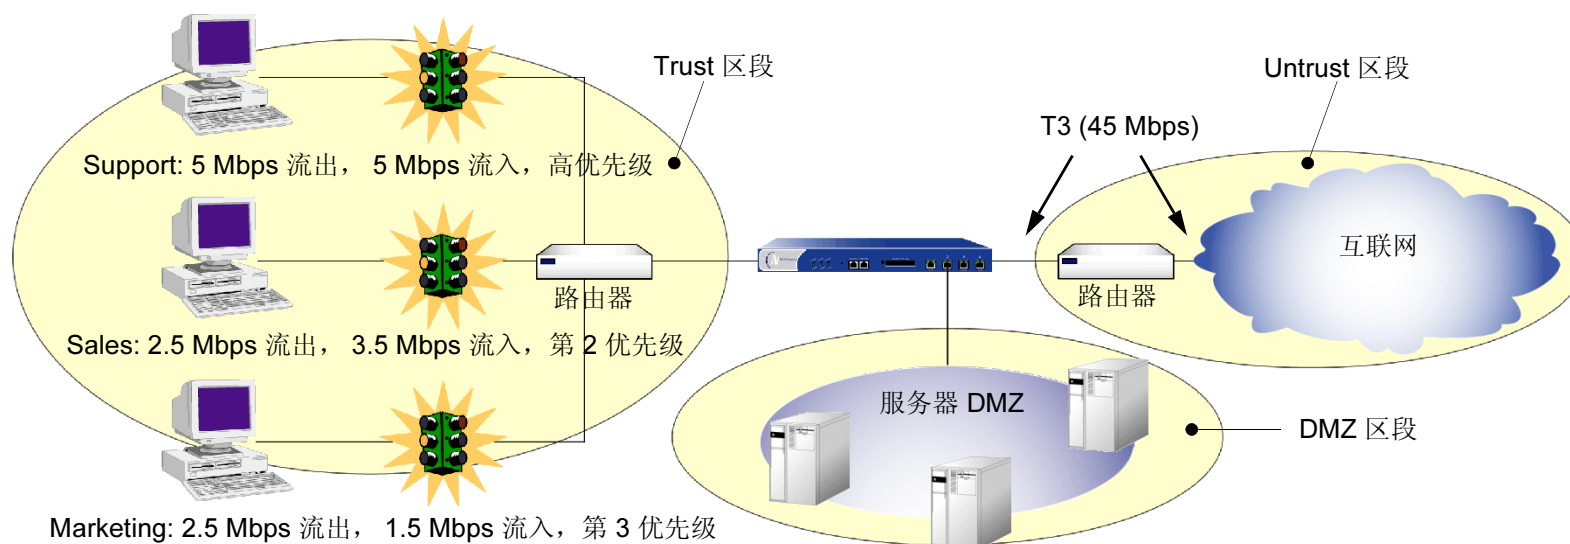 Trust 区段
Untrust 区段
T3 (45 Mbps)
Support: 5 Mbps 流出， 5 Mbps 流入，高优先级
互联网
路由器
路由器
Sales: 2.5 Mbps 流出， 3.5 Mbps 流入，第 2 优先级
服务器 DMZ
DMZ 区段
Marketing: 2.5 Mbps 流出， 1.5 Mbps 流入，第 3 优先级